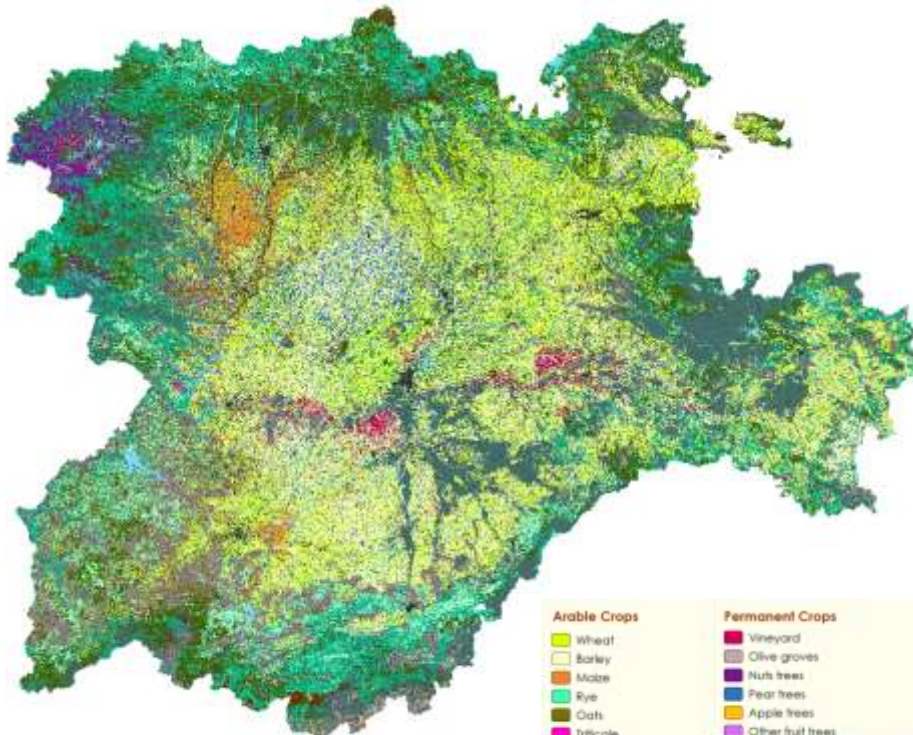 Arable Crops
Wheat
Barley
Maize
Rye
Oats
Triticale
Permanent Crops
Vineyard
Olive groves
Nuts trees
Pear trees
Apple trees
Other fruit trees